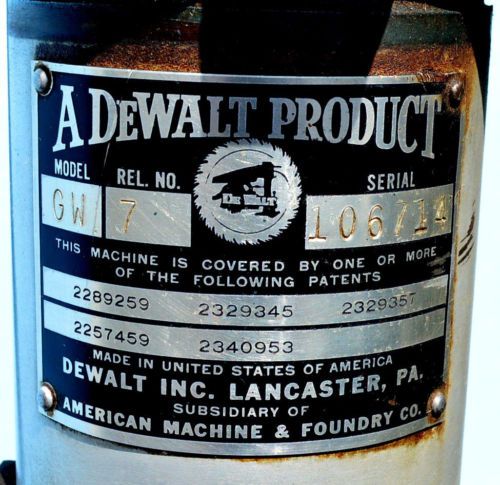 A DEWALT PRODUCT
MODEL REL. NO. SERIAL
DE WALT
GW 7 106714
THIS MACHINE IS COVERED BY ONE OR MORE
OF THE FOLLOWING PATENTS
2289259 2329345 2329357
2257459 2340953
MADE IN UNITED STATES OF AMERICA
DEWALT INC. LANCASTER, PA.
SUBSIDIARY OF
AMERICAN MACHINE & FOUNDRY CO.